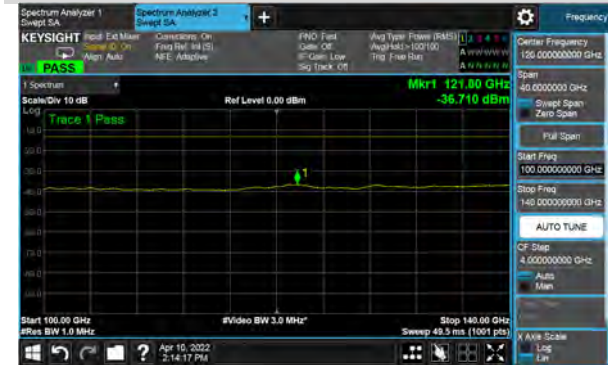 Spectrum Analyzer 1
Swept SA
Spectrum Analyzer 2
Swept SA
+
Frequency
KEYSIGHT
Input: Ext Mixer
Align: Auto
Corrections: On
Freq Ref: Int (S)
NFE: Adaptive
PNO: Fast
Gate: Off
IF Gain: Low
Sig Track: Off
Avg Type: Power (RMS)
Avg|Hold:>100/100
Trig: Free Run
1 2 3 4 5 6
A W W W W W
A N N N N N
PASS
1 Spectrum
Scale/Div 10 dB
Ref Level 0.00 dBm
Mkr1 121.80 GHz
-36.710 dBm
Log
Trace 1 Pass
1
Start 100.00 GHz
#Video BW 3.0 MHz*
Stop 140.00 GHz
#Res BW 1.0 MHz
Sweep 49.5 ms (1001 pts)
Center Frequency
120.000000000 GHz
Span
40.0000000 GHz
Swept Span
Zero Span
Full Span
Start Freq
100.000000000 GHz
Stop Freq
140.000000000 GHz
AUTO TUNE
CF Step
4.000000000 GHz
Auto
Man
X Axis Scale
Log
Lin
?
Apr 10, 2022
2:14:17 PM